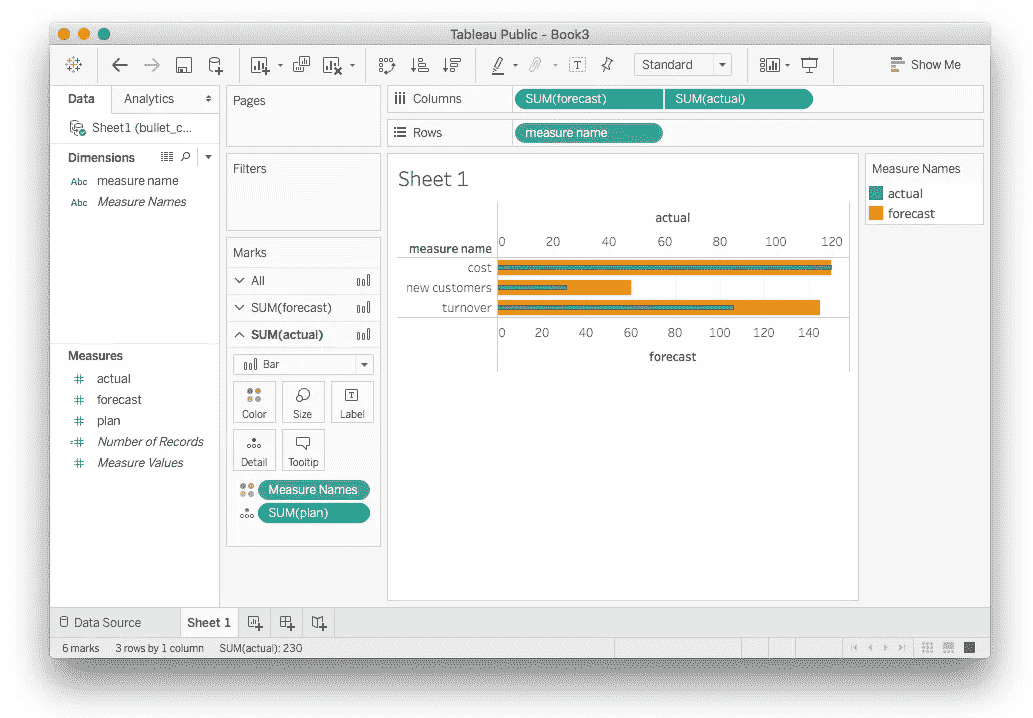 Tableau Public - Book3
Standard
Show Me
Data Analytics
Sheet1 (bullet_c...
Dimensions
Abc measure name
Abc Measure Names
Measures
# actual
# forecast
# plan
=# Number of Records
# Measure Values
Pages
Filters
Marks
All
SUM(forecast)
SUM(actual)
Bar
Color Size Label
Detail Tooltip
Measure Names
SUM(plan)
Columns SUM(forecast) SUM(actual)
Rows measure name
Sheet 1
actual
0 20 40 60 80 100 120
measure name
cost
new customers
turnover
0 20 40 60 80 100 120 140
forecast
Measure Names
actual
forecast
Data Source Sheet 1
6 marks 3 rows by 1 column SUM(actual): 230